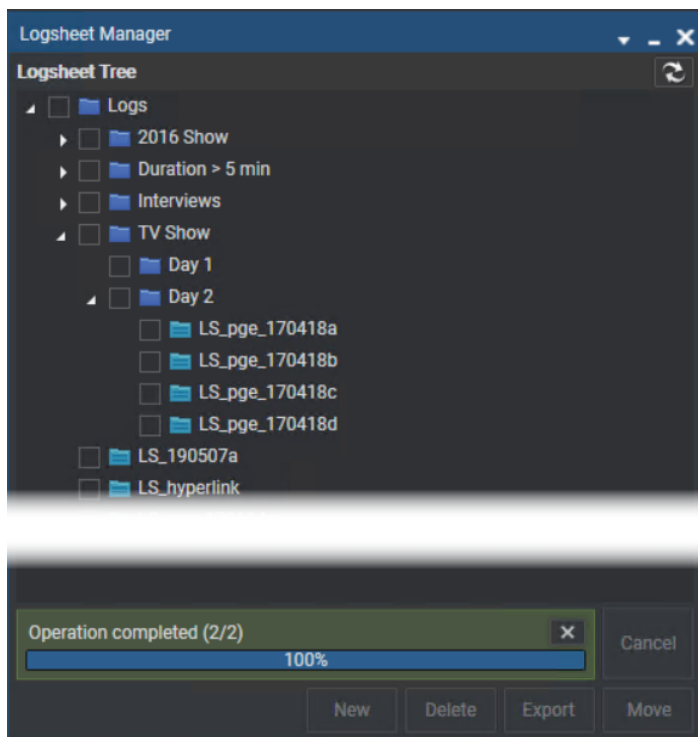 Logsheet Manager
Logsheet Tree
Logs
2016 Show
Duration > 5 min
Interviews
TV Show
Day 1
Day 2
LS_pge_170418a
LS_pge_170418b
LS_pge_170418c
LS_pge_170418d
LS_190507a
LS_hyperlink
Operation completed (2/2)
100%
Cancel
New Delete Export Move